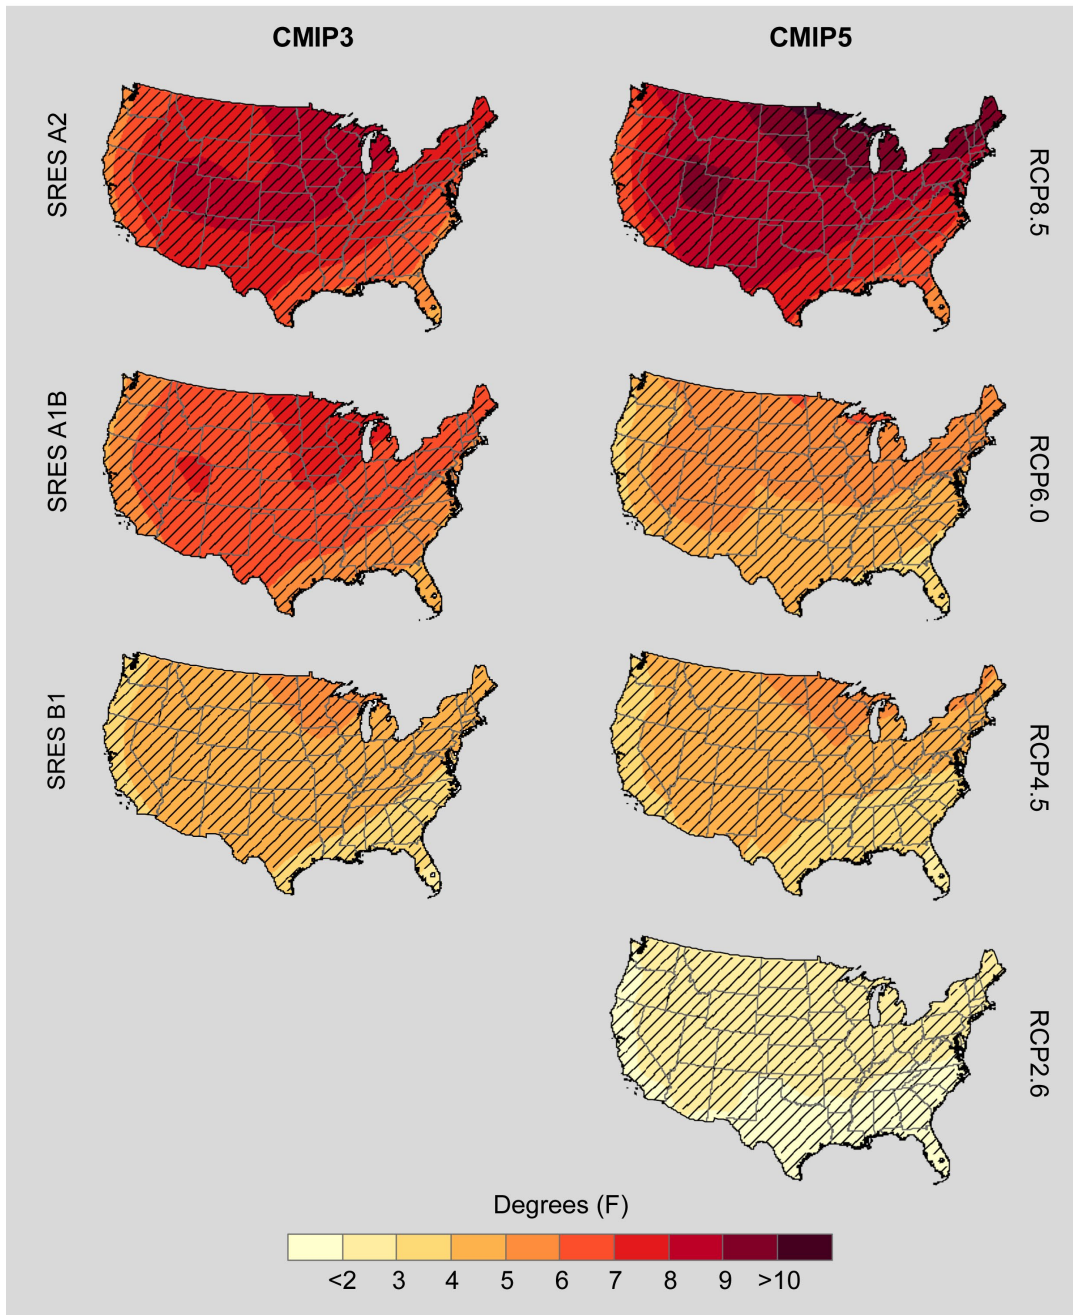 CMIP3 CMIP5
SRES A2
RCP8.5
SRES A1B
RCP6.0
SRES B1
RCP4.5
RCP2.6
Degrees (F)
<2 3 4 5 6 7 8 9 >10